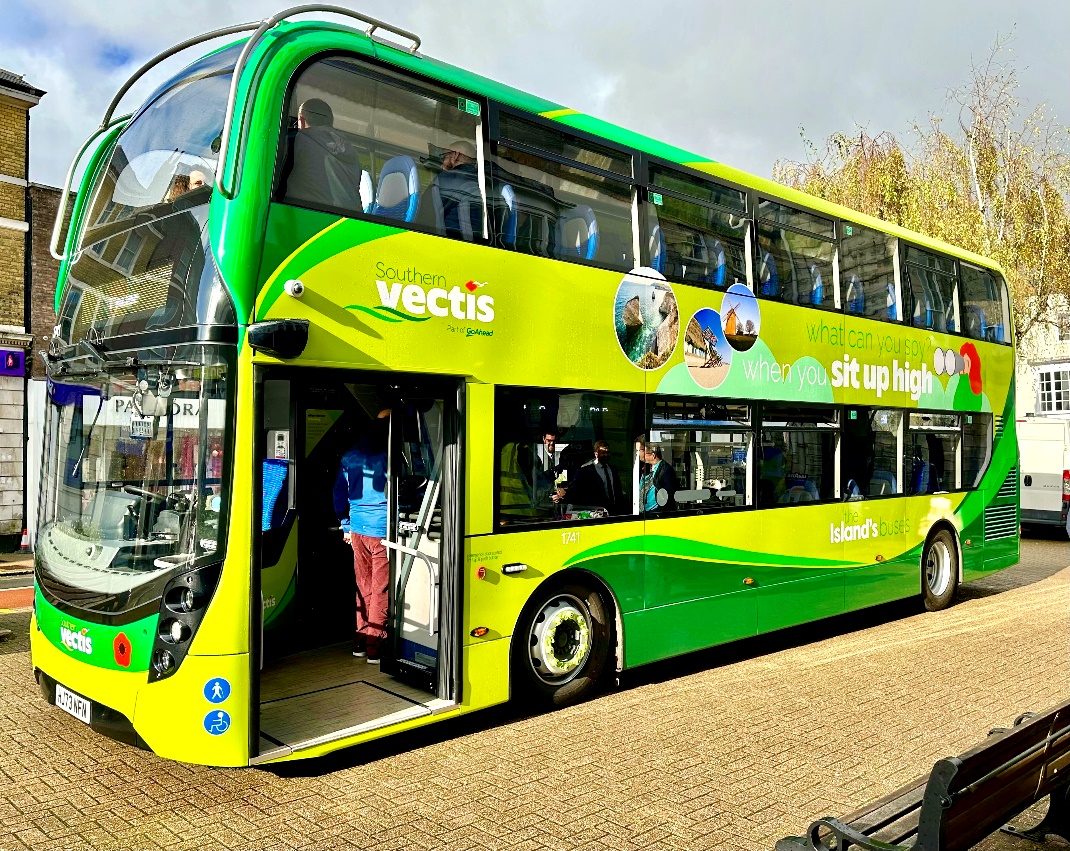 Southern
vectis
Part of GoAhead
what can you spy?
when you sit up high
the
Island's buses
1741
vectis
HJ73 NFN